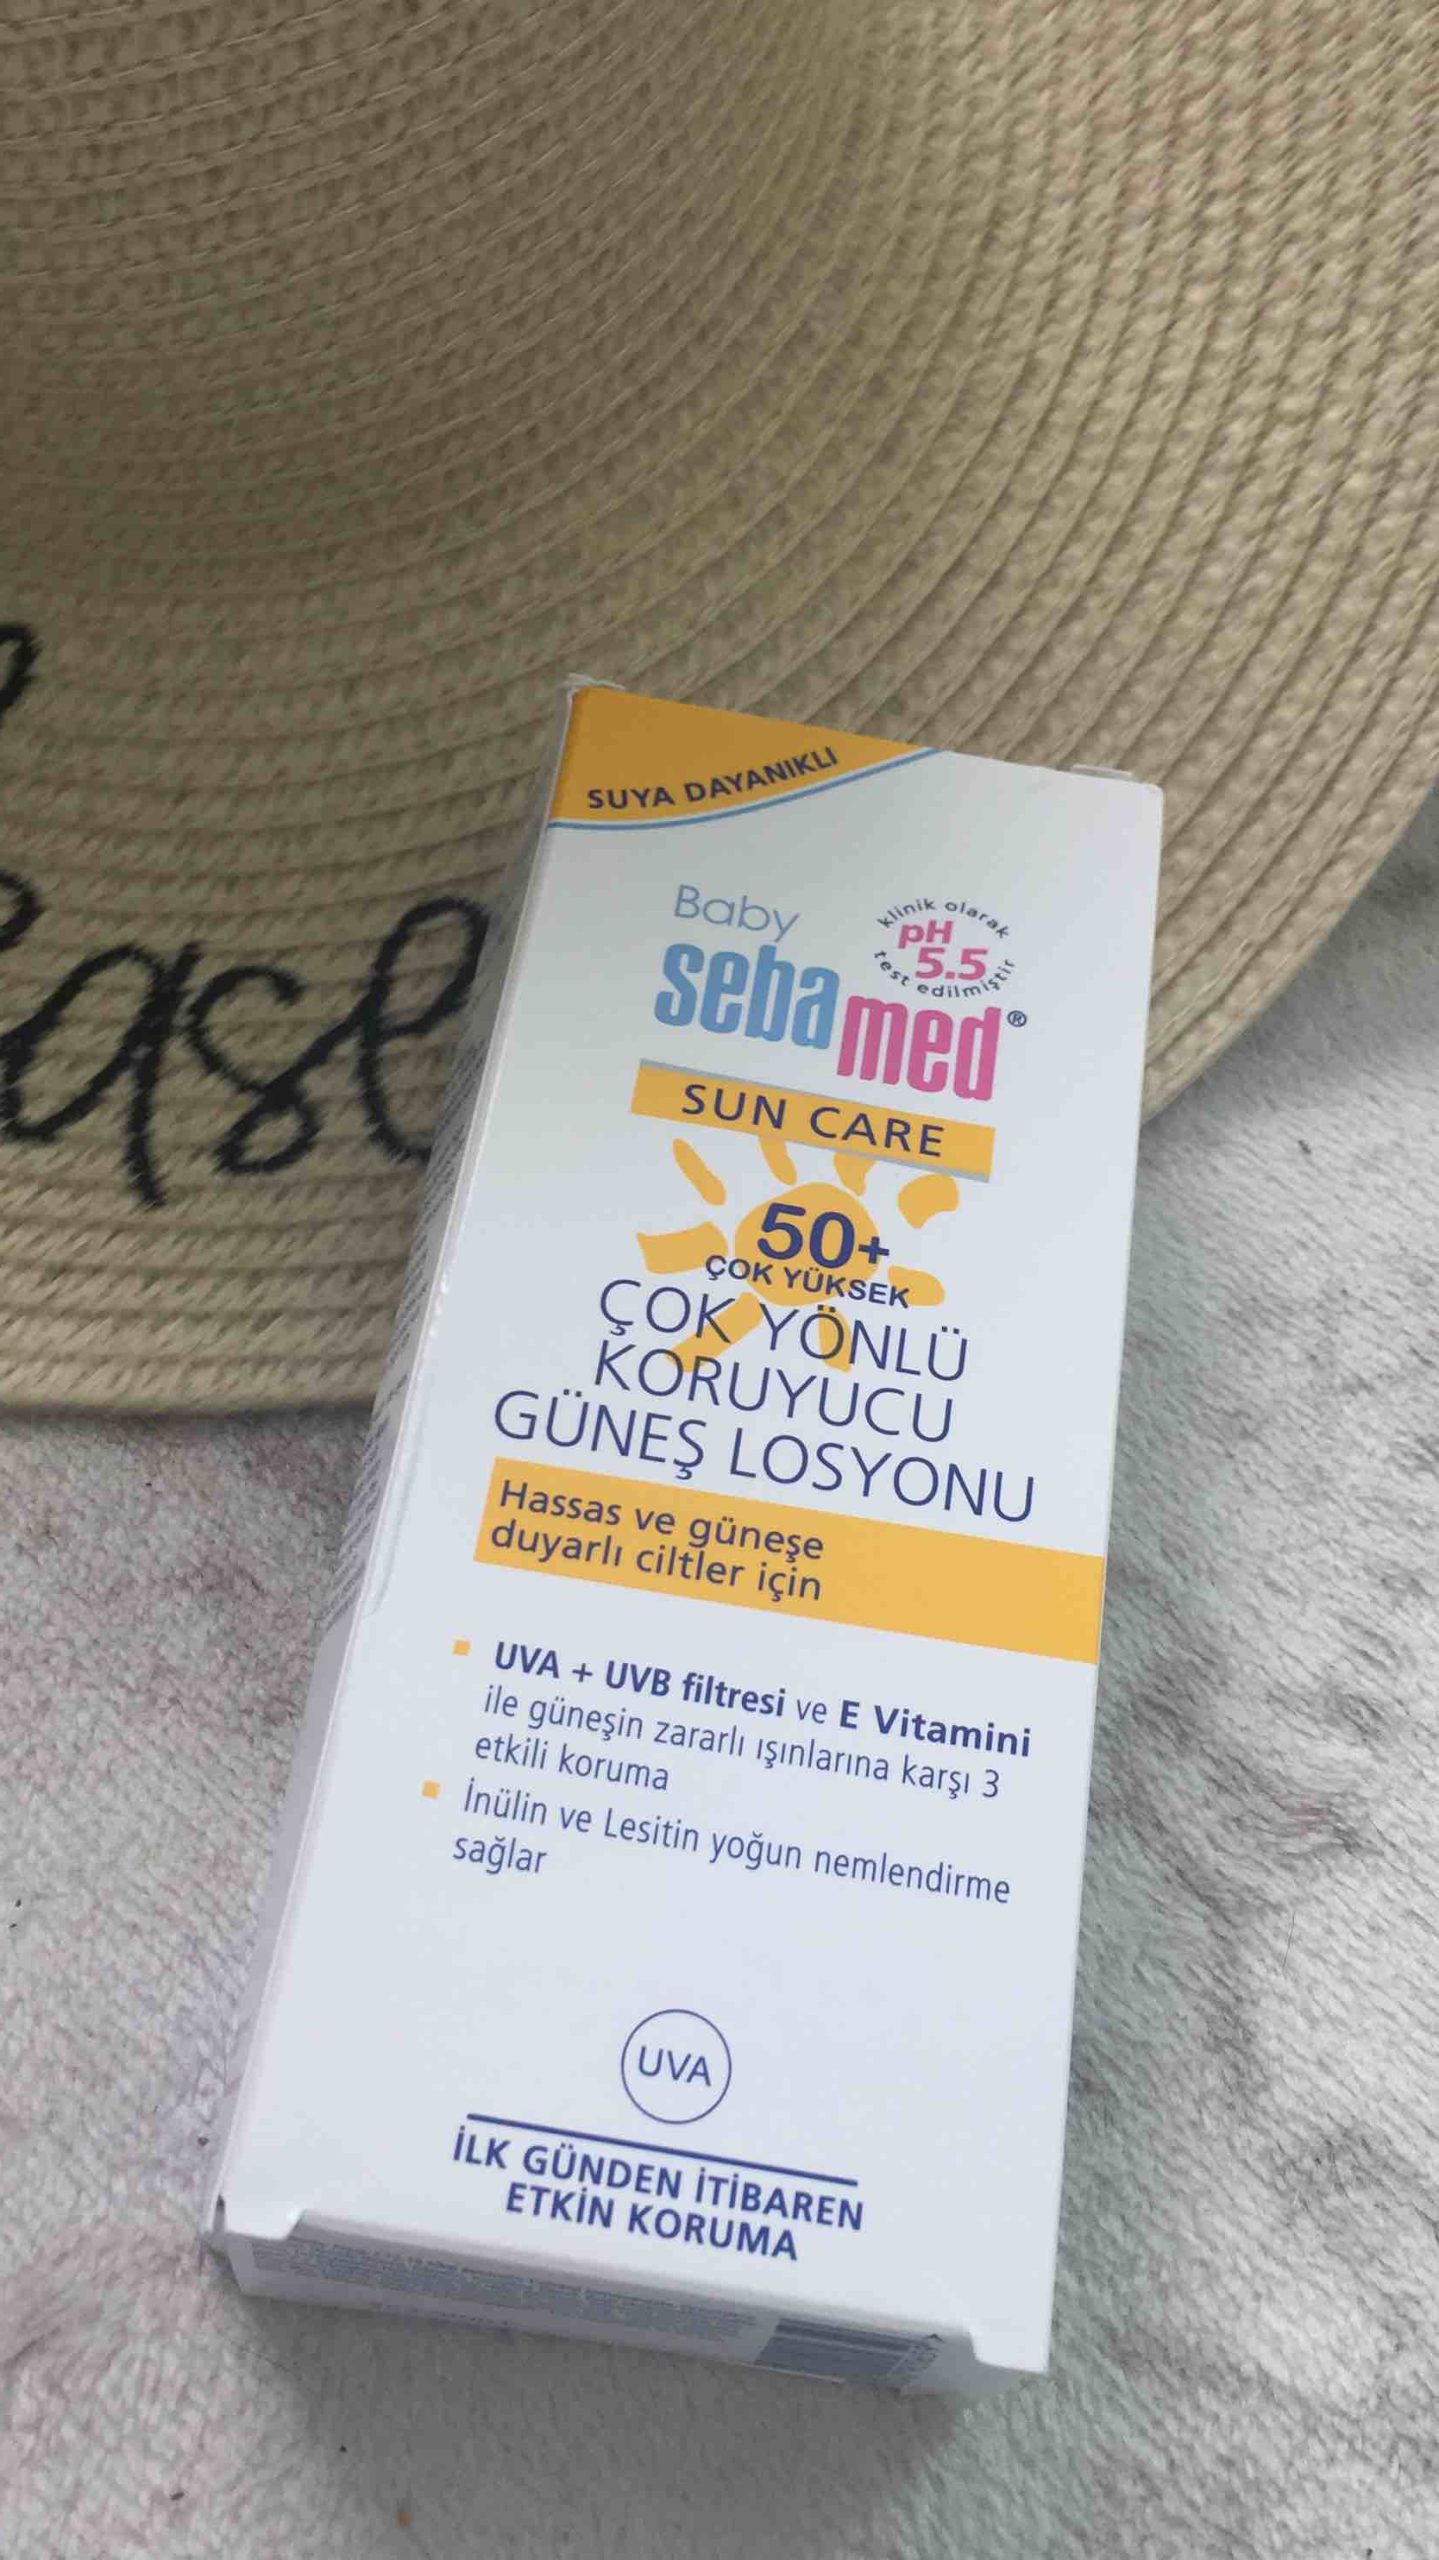 SUYA DAYANIKLI
Baby
sebamed®
klinik olarak
pH
5.5
test edilmiştir
SUN CARE
50+
ÇOK YÜKSEK
ÇOK YÖNLÜ
KORUYUCU
GÜNEŞ LOSYONU
Hassas ve güneşe
duyarlı ciltler için
UVA + UVB filtresi ve E Vitamini
ile güneşin zararlı ışınlarına karşı 3
etkili koruma
İnülin ve Lesitin yoğun nemlendirme
sağlar
UVA
İLK GÜNDEN İTİBAREN
ETKİN KORUMA